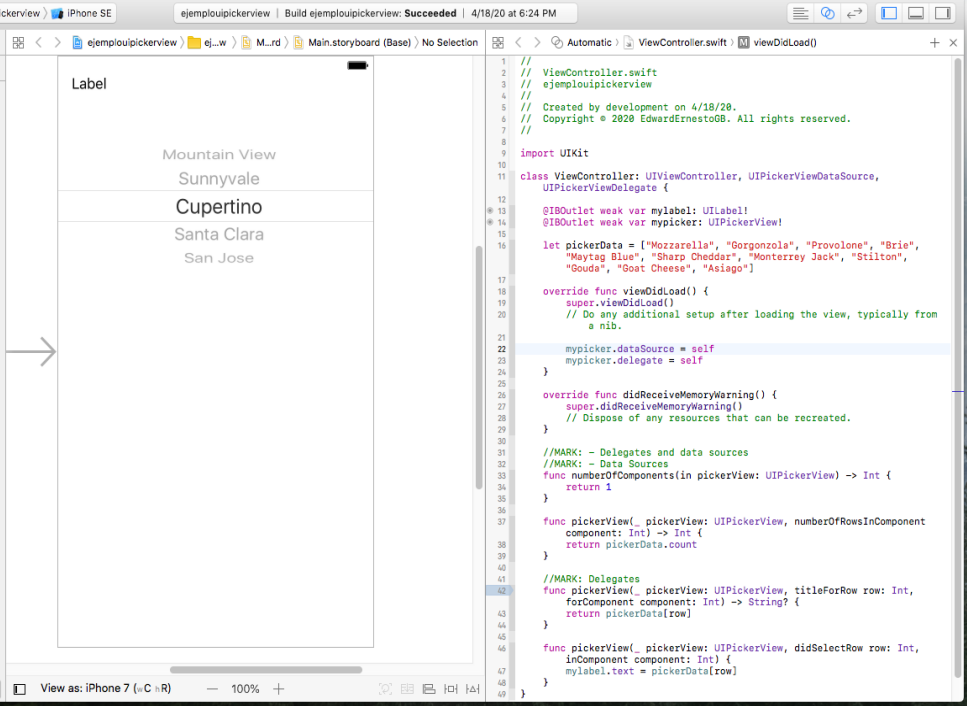 ckerview iPhone SE ejemplouipickerview | Build ejemplouipickerview: Succeeded | 4/18/20 at 6:24 PM
ejemplouipickerview ej...w M...rd Main.storyboard (Base) No Selection
Label
Mountain View
Sunnyvale
Cupertino
Santa Clara
San Jose
View as: iPhone 7 (wC hR) — 100% +
Automatic ViewController.swift M viewDidLoad() + ×
1 //
2 //  ViewController.swift
3 //  ejemplouipickerview
4 //
5 //  Created by development on 4/18/20.
6 //  Copyright © 2020 EdwardErnestoGB. All rights reserved.
7 //
8
9 import UIKit
10
11 class ViewController: UIViewController, UIPickerViewDataSource,
UIPickerViewDelegate {
12
13 @IBOutlet weak var mylabel: UILabel!
14 @IBOutlet weak var mypicker: UIPickerView!
15
16 let pickerData = ["Mozzarella", "Gorgonzola", "Provolone", "Brie",
"Maytag Blue", "Sharp Cheddar", "Monterrey Jack", "Stilton",
"Gouda", "Goat Cheese", "Asiago"]
17
18 override func viewDidLoad() {
19 super.viewDidLoad()
20 // Do any additional setup after loading the view, typically from
a nib.
21
22 mypicker.dataSource = self
23 mypicker.delegate = self
24 }
25
26 override func didReceiveMemoryWarning() {
27 super.didReceiveMemoryWarning()
28 // Dispose of any resources that can be recreated.
29 }
30
31 //MARK: - Delegates and data sources
32 //MARK: - Data Sources
33 func numberOfComponents(in pickerView: UIPickerView) -> Int {
34 return 1
35 }
36
37 func pickerView(_ pickerView: UIPickerView, numberOfRowsInComponent
component: Int) -> Int {
38 return pickerData.count
39 }
40
41 //MARK: Delegates
42 func pickerView(_ pickerView: UIPickerView, titleForRow row: Int,
forComponent component: Int) -> String? {
43 return pickerData[row]
44 }
45
46 func pickerView(_ pickerView: UIPickerView, didSelectRow row: Int,
inComponent component: Int) {
47 mylabel.text = pickerData[row]
48 }
49 }